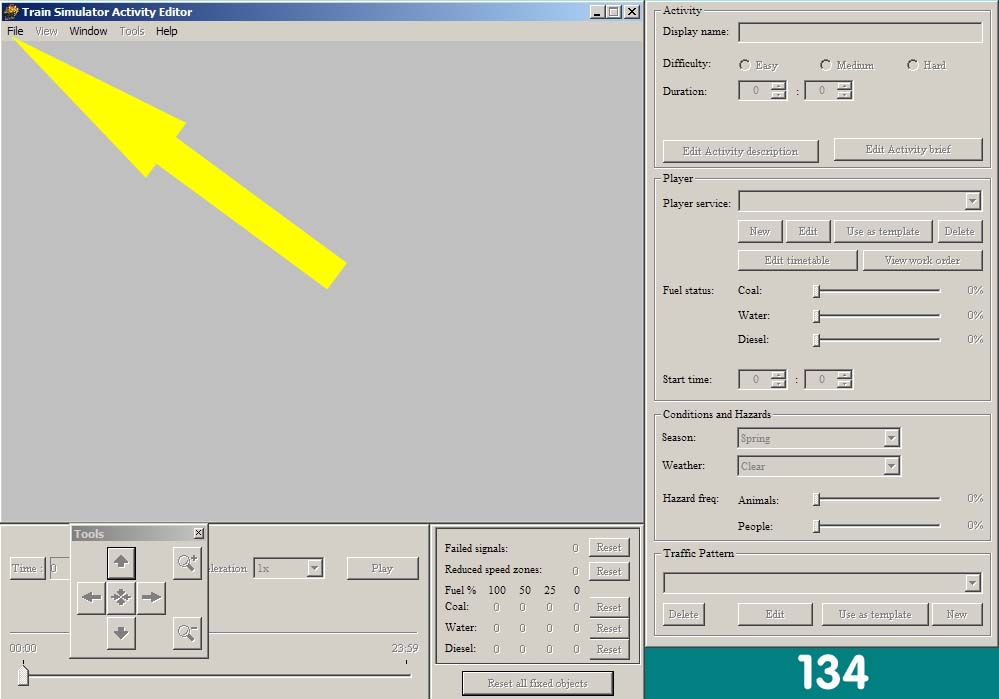 Train Simulator Activity Editor
File View Window Tools Help
Activity
Display name:
Difficulty: Easy Medium Hard
Duration: 0 : 0
Edit Activity description Edit Activity brief
Player
Player service:
New Edit Use as template Delete
Edit timetable View work order
Fuel status: Coal: 0%
Water: 0%
Diesel: 0%
Start time: 0 : 0
Conditions and Hazards
Season: Spring
Weather: Clear
Hazard freq: Animals: 0%
People: 0%
Traffic Pattern
Delete Edit Use as template New
Tools
Time : 0 leration 1x Play
00:00 23:59
Failed signals: 0 Reset
Reduced speed zones: 0 Reset
Fuel % 100 50 25 0
Coal: 0 0 0 0 Reset
Water: 0 0 0 0 Reset
Diesel: 0 0 0 0 Reset
Reset all fixed objects
134